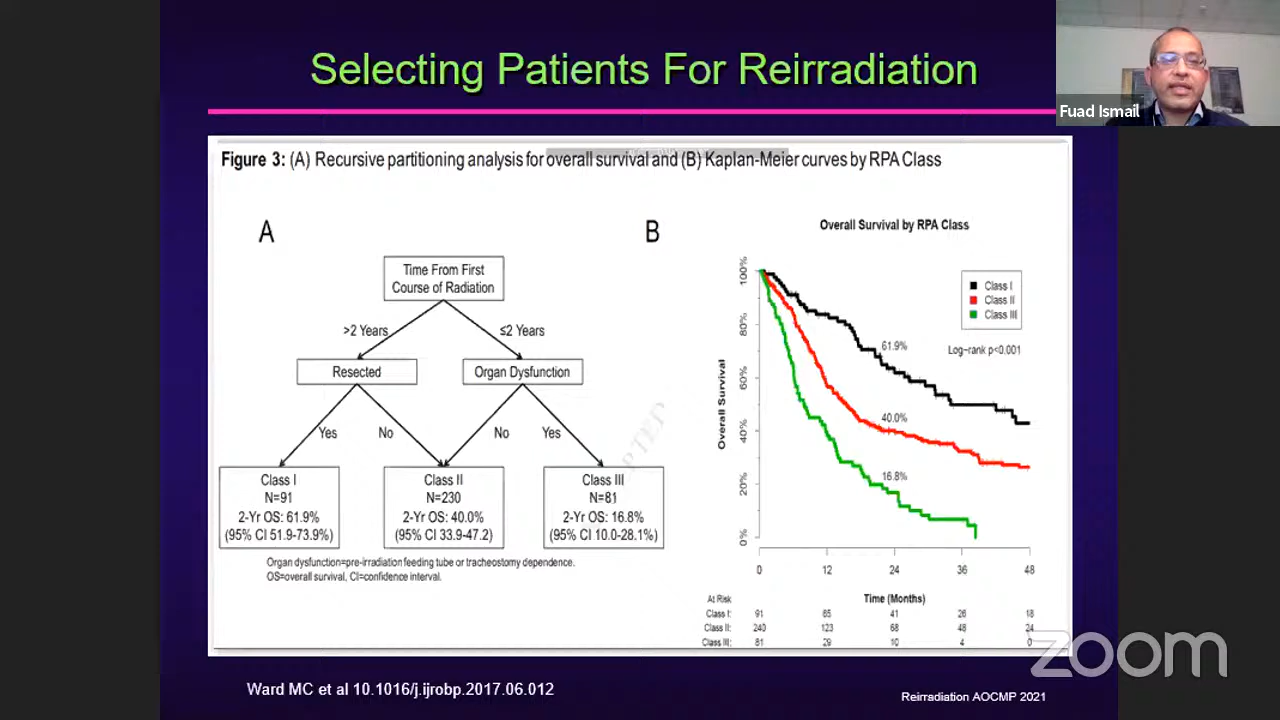 Selecting Patients For Reirradiation
Fuad Ismail
Figure 3: (A) Recursive partitioning analysis for overall survival and (B) Kaplan-Meier curves by RPA Class
A
Time From First
Course of Radiation
>2 Years
≤2 Years
Resected
Organ Dysfunction
Yes
No
No
Yes
Class I
N=91
2-Yr OS: 61.9%
(95% CI 51.9-73.9%)
Class II
N=230
2-Yr OS: 40.0%
(95% CI 33.9-47.2)
Class III
N=81
2-Yr OS: 16.8%
(95% CI 10.0-28.1%)
Organ dysfunction=pre-irradiation feeding tube or tracheostomy dependence.
OS=overall survival, CI=confidence interval.
B
Overall Survival by RPA Class
Overall Survival
100%
80%
60%
40%
20%
0%
Class I
Class II
Class III
Log-rank p<0.001
61.9%
40.0%
16.8%
0 12 24 36 48
Time (Months)
At Risk
Class I: 91 65 41 26 18
Class II: 240 123 68 48 24
Class III: 81 29 10 4 0
zoom
Ward MC et al 10.1016/j.ijrobp.2017.06.012
Reirradiation AOCMP 2021